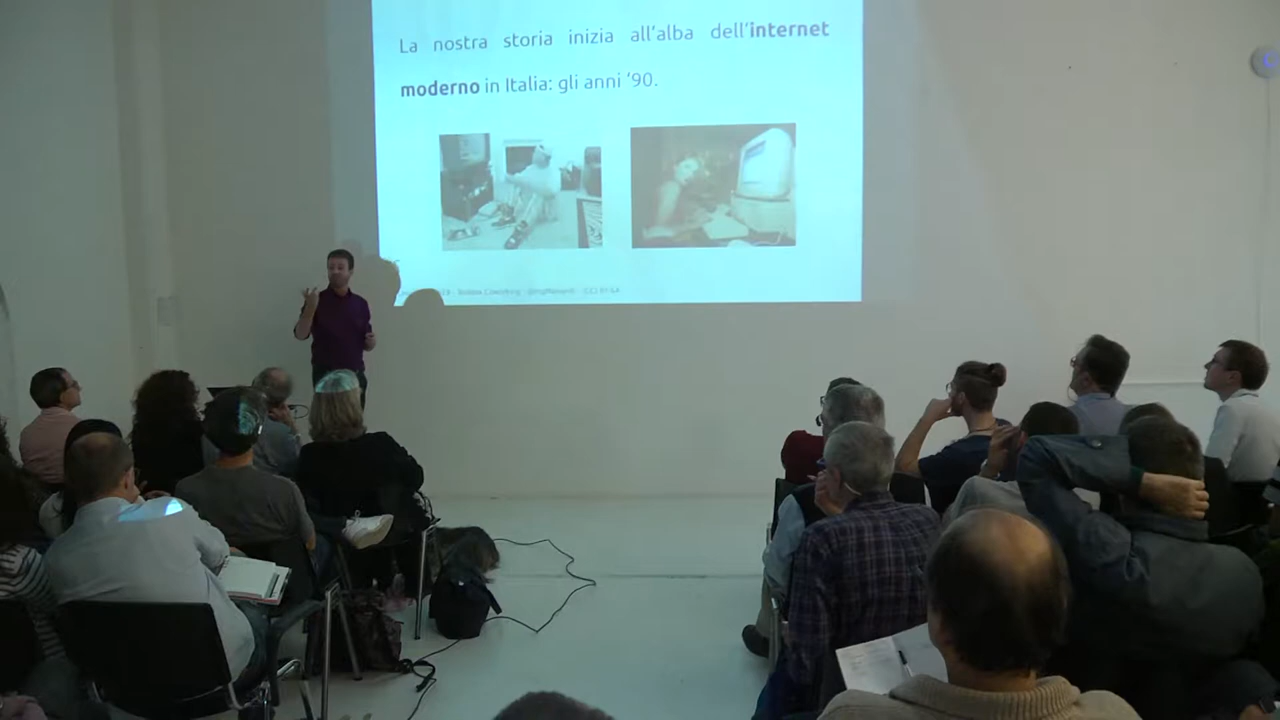 La nostra storia inizia all'alba dell'internet
moderno in Italia: gli anni '90.